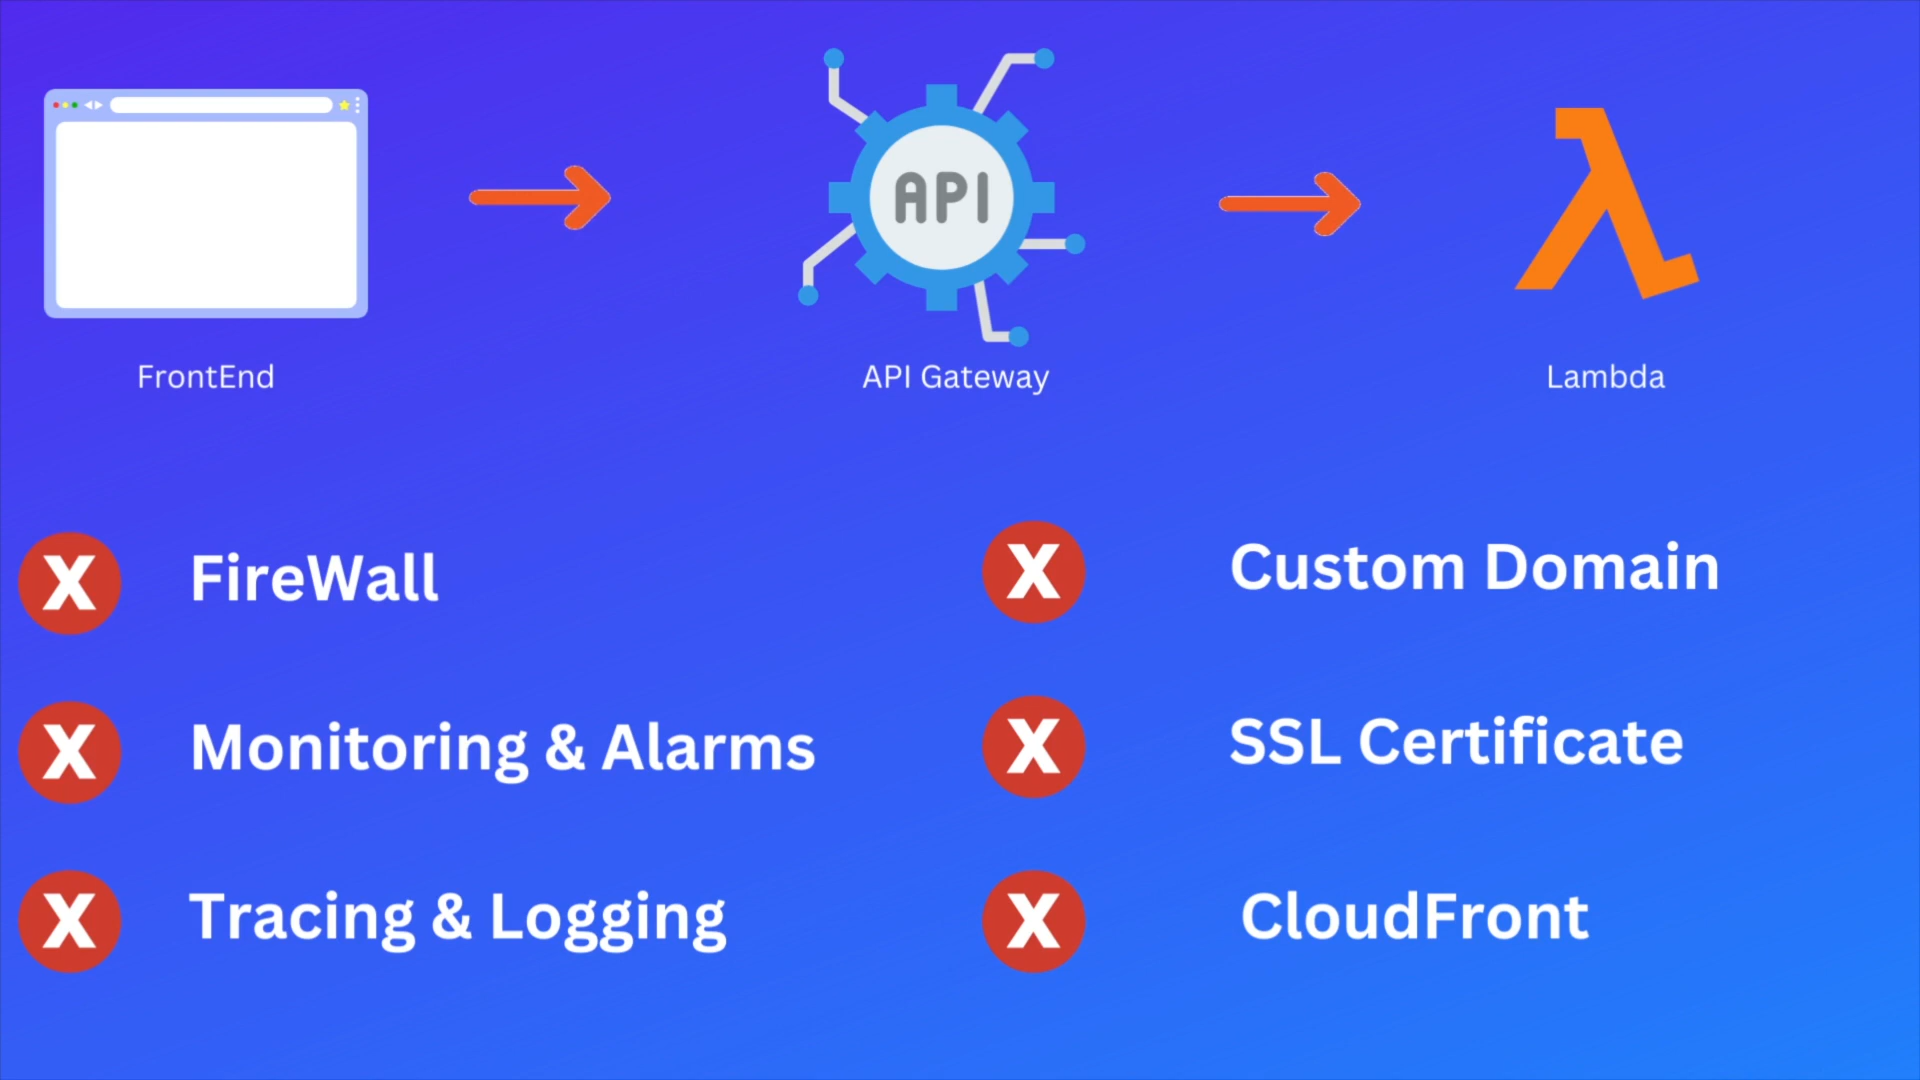 API
FrontEnd
API Gateway
Lambda
X FireWall
X Custom Domain
X Monitoring & Alarms
X SSL Certificate
X Tracing & Logging
X CloudFront